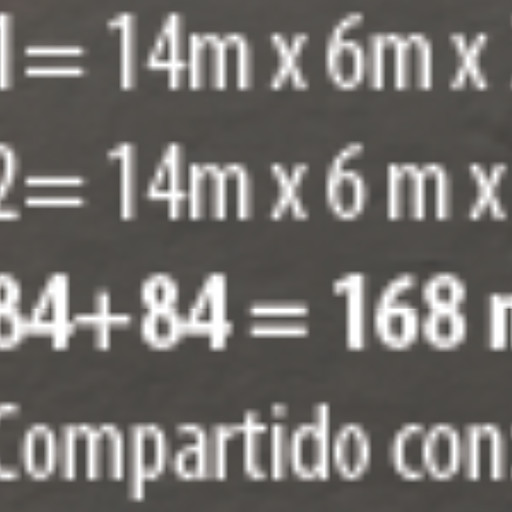 1= 14m x 6m x
2= 14m x 6 m x
84+84 = 168 m
Compartido con: